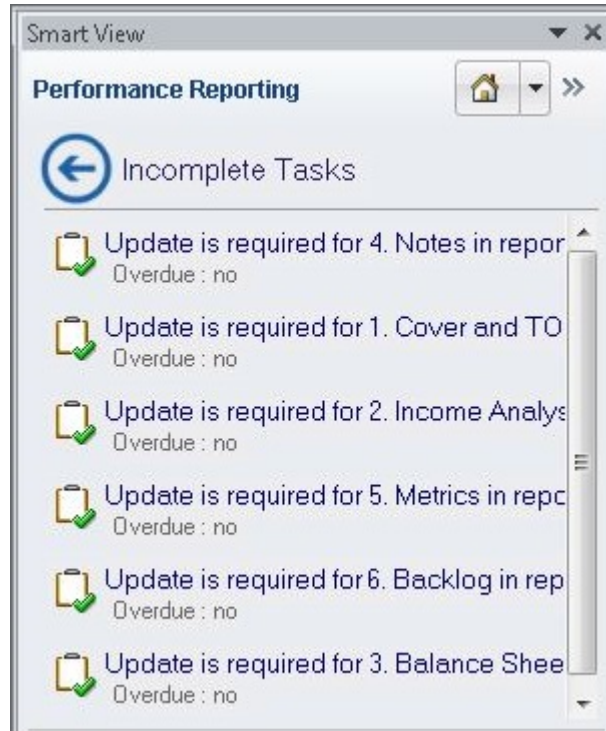 Smart View
Performance Reporting
Incomplete Tasks
Update is required for 4. Notes in repor
Overdue : no
Update is required for 1. Cover and TO
Overdue : no
Update is required for 2. Income Analys
Overdue : no
Update is required for 5. Metrics in repo
Overdue : no
Update is required for 6. Backlog in rep
Overdue : no
Update is required for 3. Balance Shee
Overdue : no